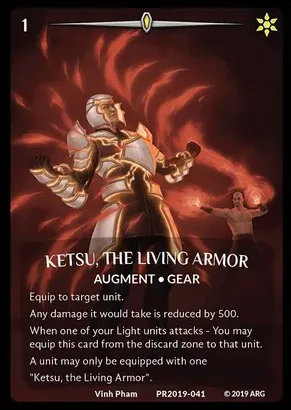 1
KETSU, THE LIVING ARMOR
AUGMENT • GEAR
Equip to target unit.
Any damage it would take is reduced by 500.
When one of your Light units attacks - You may
equip this card from the discard zone to that unit.
A unit may only be equipped with one
"Ketsu, the Living Armor".
Vinh Pham PR2019-041 © 2019 ARG